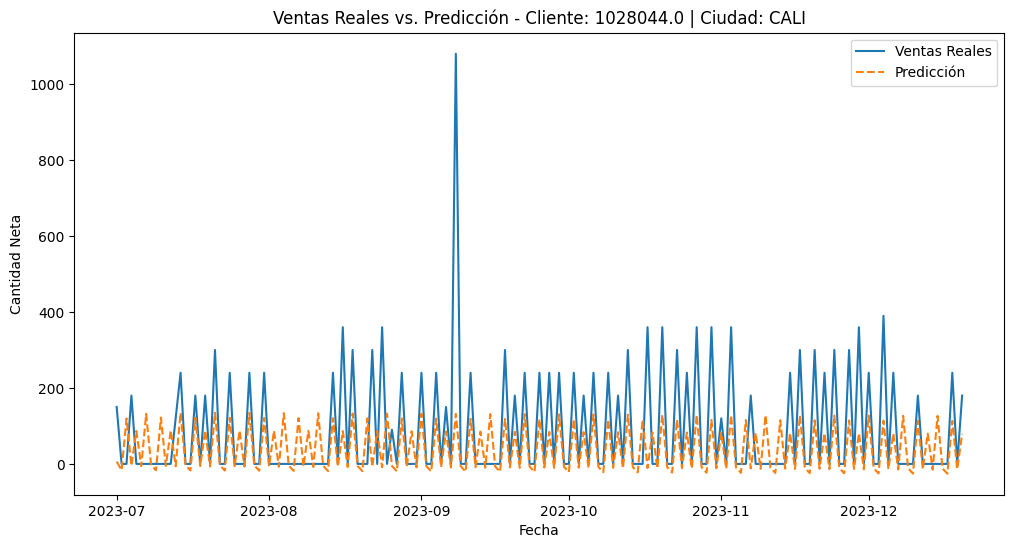 Ventas Reales vs. Predicción - Cliente: 1028044.0 | Ciudad: CALI
Ventas Reales
Predicción
Cantidad Neta
1000
800
600
400
200
0
2023-07
2023-08
2023-09
2023-10
2023-11
2023-12
Fecha